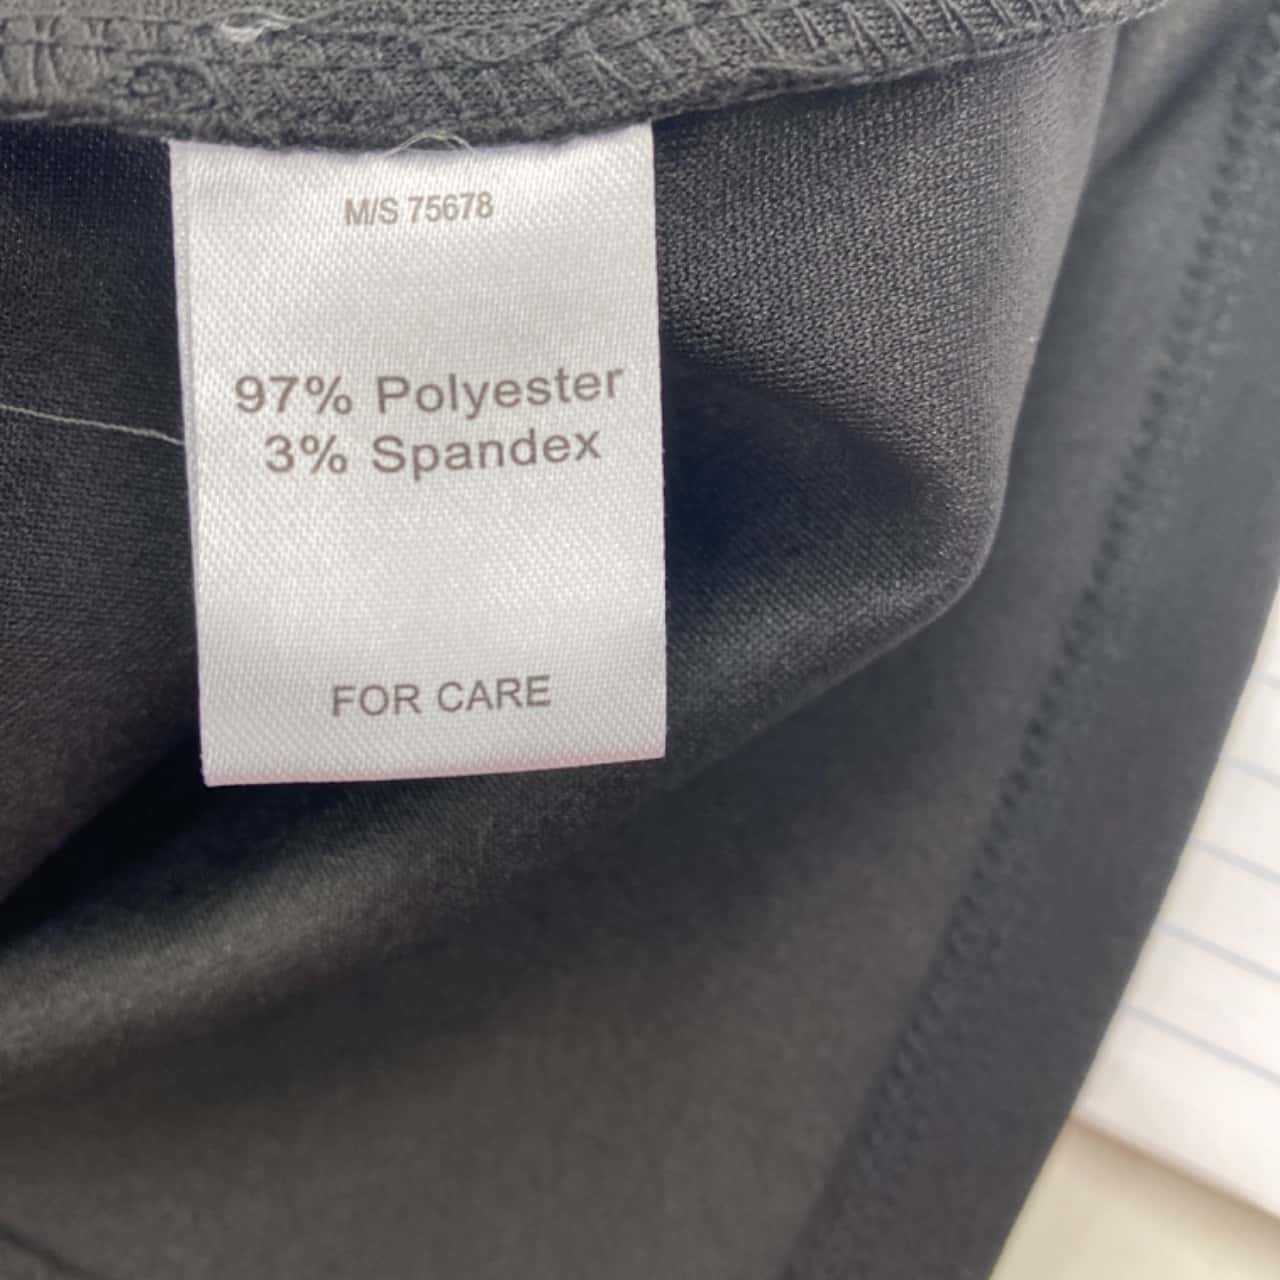 M/S 75678
97% Polyester
3% Spandex
FOR CARE